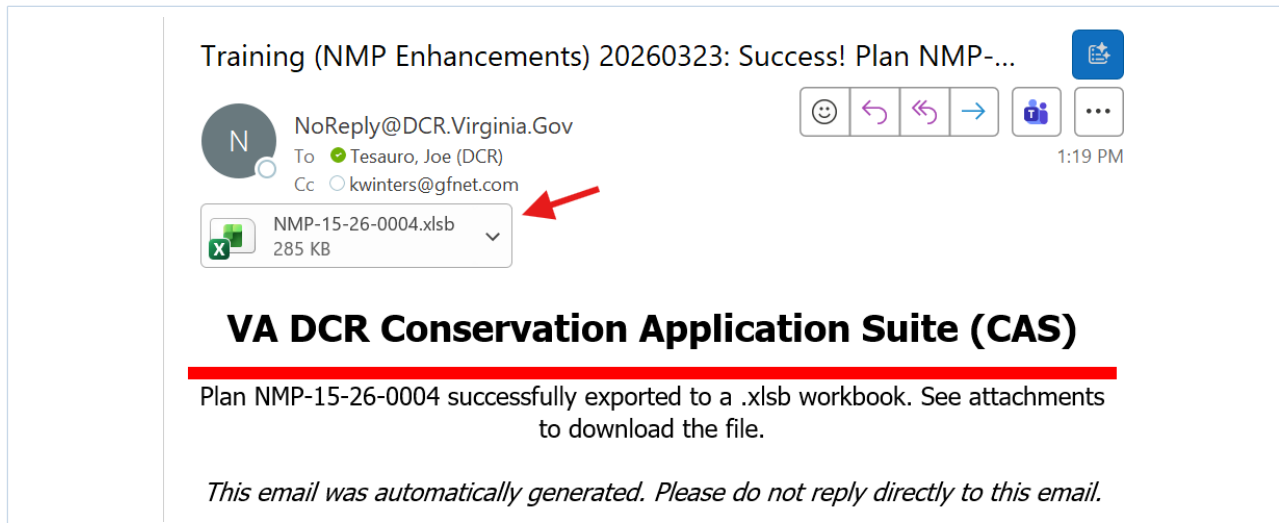 Training (NMP Enhancements) 20260323: Success! Plan NMP-...
N
NoReply@DCR.Virginia.Gov
To Tesauro, Joe (DCR)
Cc kwinters@gfnet.com
1:19 PM
NMP-15-26-0004.xlsb
285 KB
VA DCR Conservation Application Suite (CAS)
Plan NMP-15-26-0004 successfully exported to a .xlsb workbook. See attachments
to download the file.
This email was automatically generated. Please do not reply directly to this email.